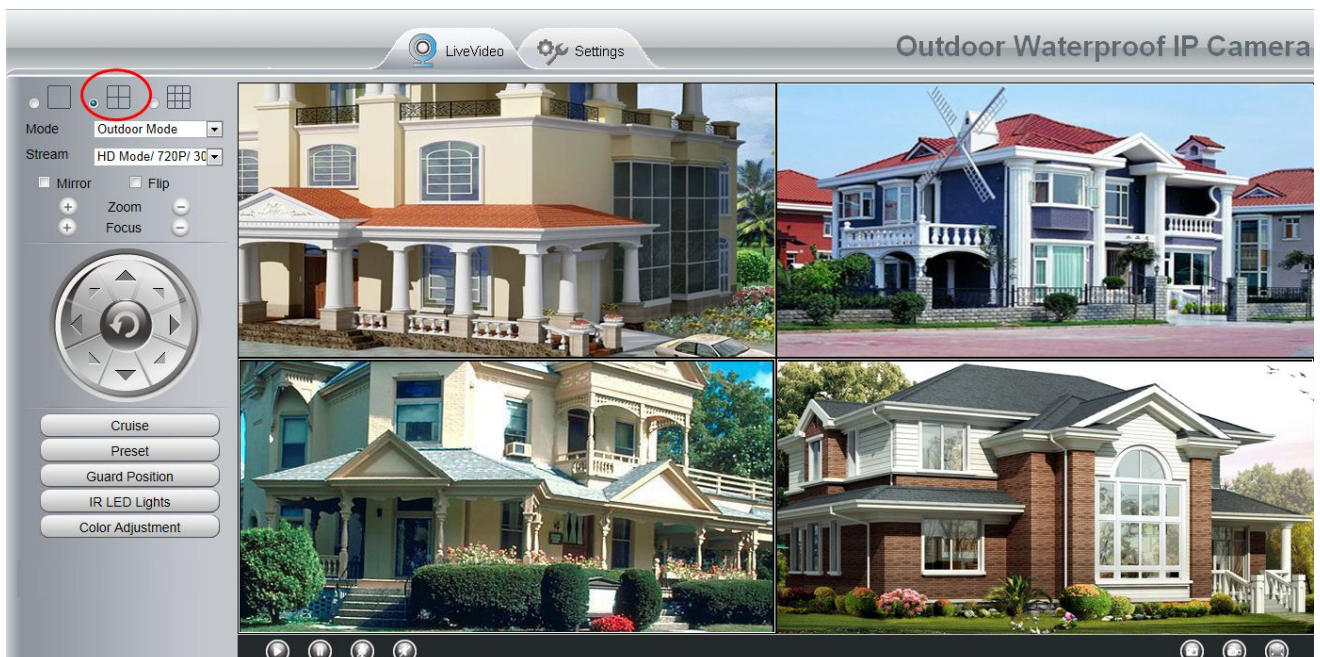 LiveVideo
Settings
Outdoor Waterproof IP Camera
Mode
Outdoor Mode
Stream
HD Mode/ 720P/ 30
Mirror
Flip
+ Zoom −
+ Focus −
Cruise
Preset
Guard Position
IR LED Lights
Color Adjustment